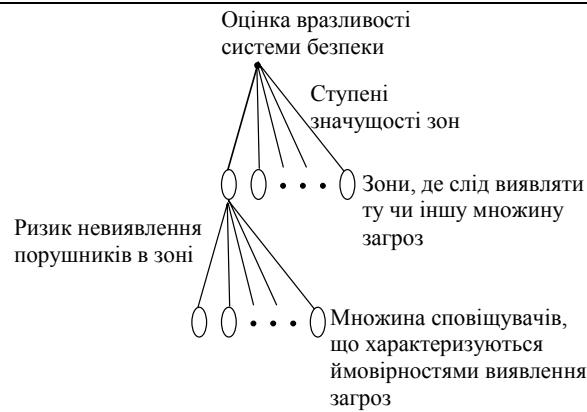 Оцінка вразливості
системи безпеки
Ступені
значущості зон
Зони, де слід виявляти
ту чи іншу множину
загроз
Ризик невиявлення
порушників в зоні
Множина сповіщувачів,
що характеризуються
ймовірностями виявлення
загроз